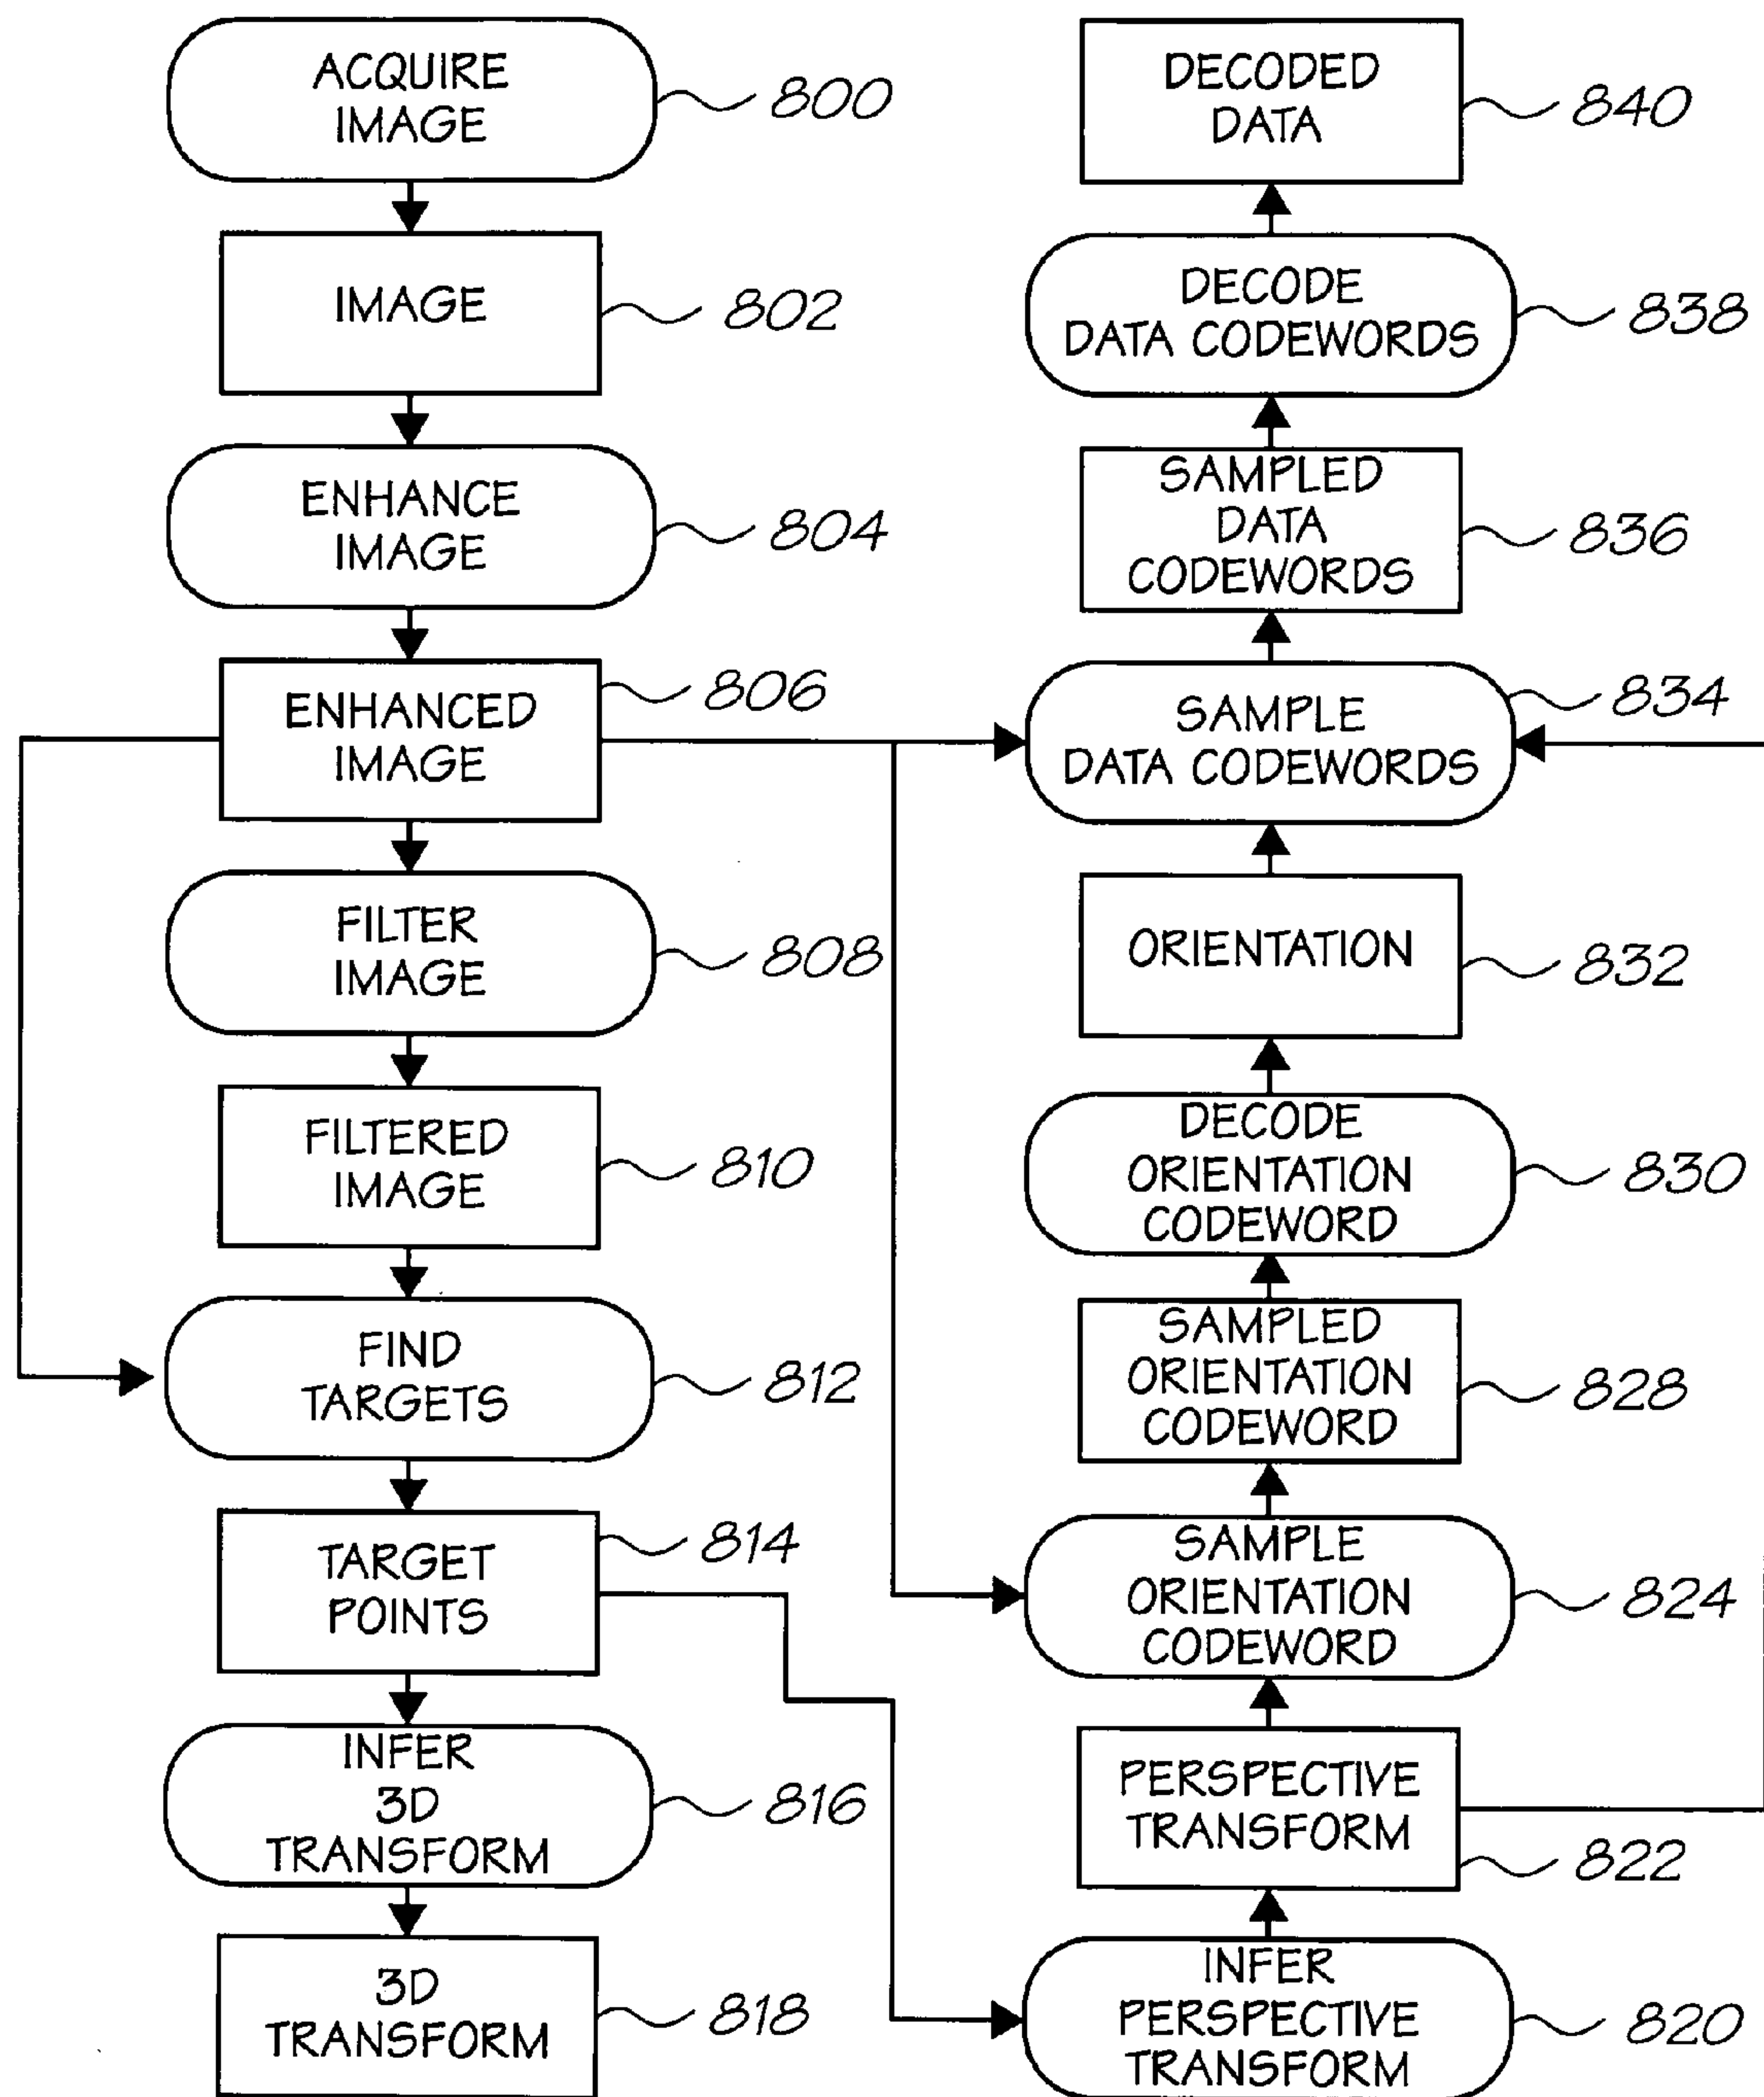 ACQUIRE
IMAGE
800
IMAGE
802
ENHANCE
IMAGE
804
ENHANCED
IMAGE
806
FILTER
IMAGE
808
FILTERED
IMAGE
810
FIND
TARGETS
812
TARGET
POINTS
814
INFER
3D
TRANSFORM
816
3D
TRANSFORM
818
DECODED
DATA
840
DECODE
DATA CODEWORDS
838
SAMPLED
DATA
CODEWORDS
836
SAMPLE
DATA CODEWORDS
834
ORIENTATION
832
DECODE
ORIENTATION
CODEWORD
830
SAMPLED
ORIENTATION
CODEWORD
828
SAMPLE
ORIENTATION
CODEWORD
824
PERSPECTIVE
TRANSFORM
822
INFER
PERSPECTIVE
TRANSFORM
820